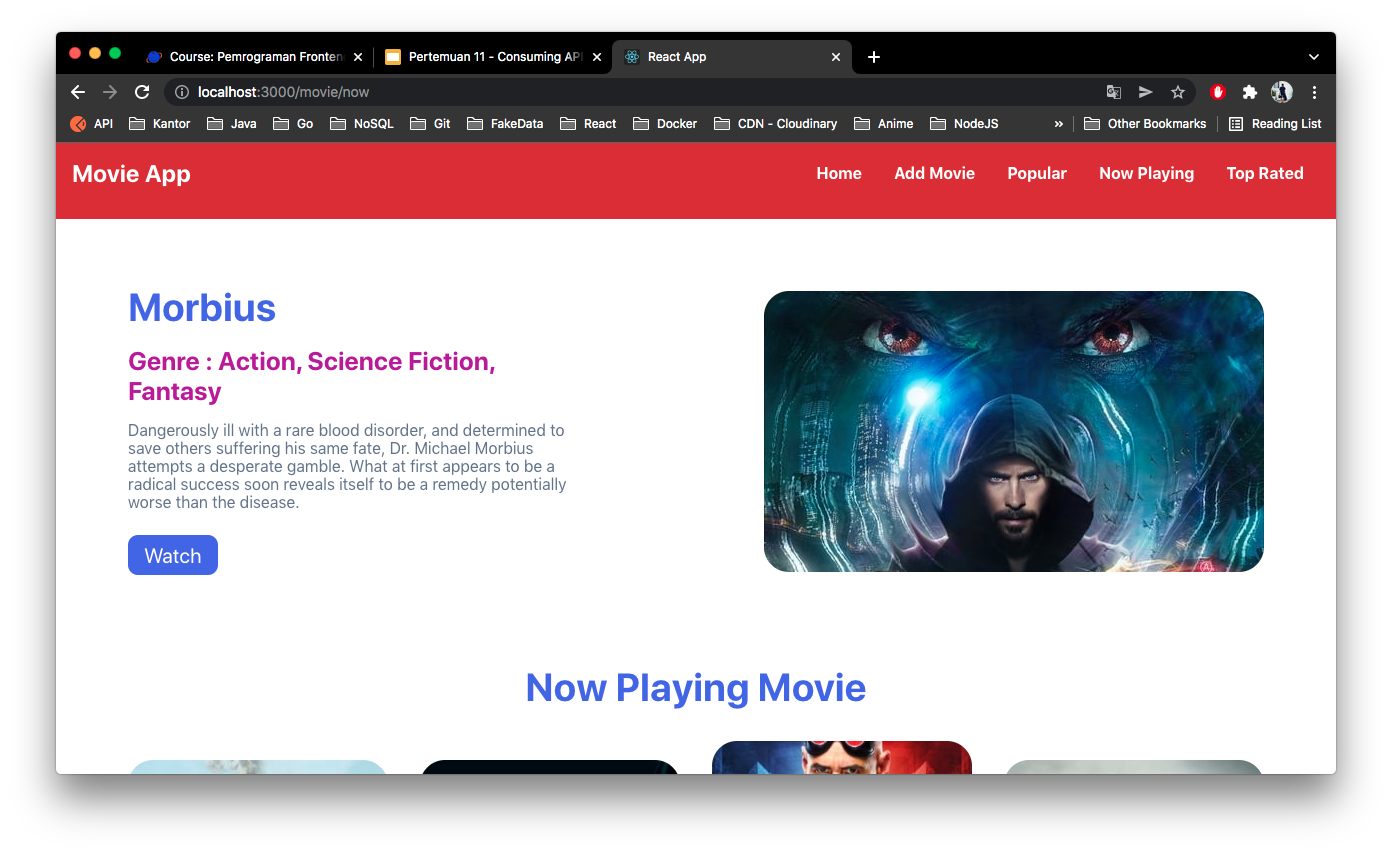 Course: Pemrograman Fronten
Pertemuan 11 - Consuming AP
React App
localhost:3000/movie/now
API Kantor Java Go NoSQL Git FakeData React Docker CDN - Cloudinary Anime NodeJS » Other Bookmarks Reading List
Movie App
Home Add Movie Popular Now Playing Top Rated
Morbius
Genre : Action, Science Fiction,
Fantasy
Dangerously ill with a rare blood disorder, and determined to
save others suffering his same fate, Dr. Michael Morbius
attempts a desperate gamble. What at first appears to be a
radical success soon reveals itself to be a remedy potentially
worse than the disease.
Watch
Now Playing Movie